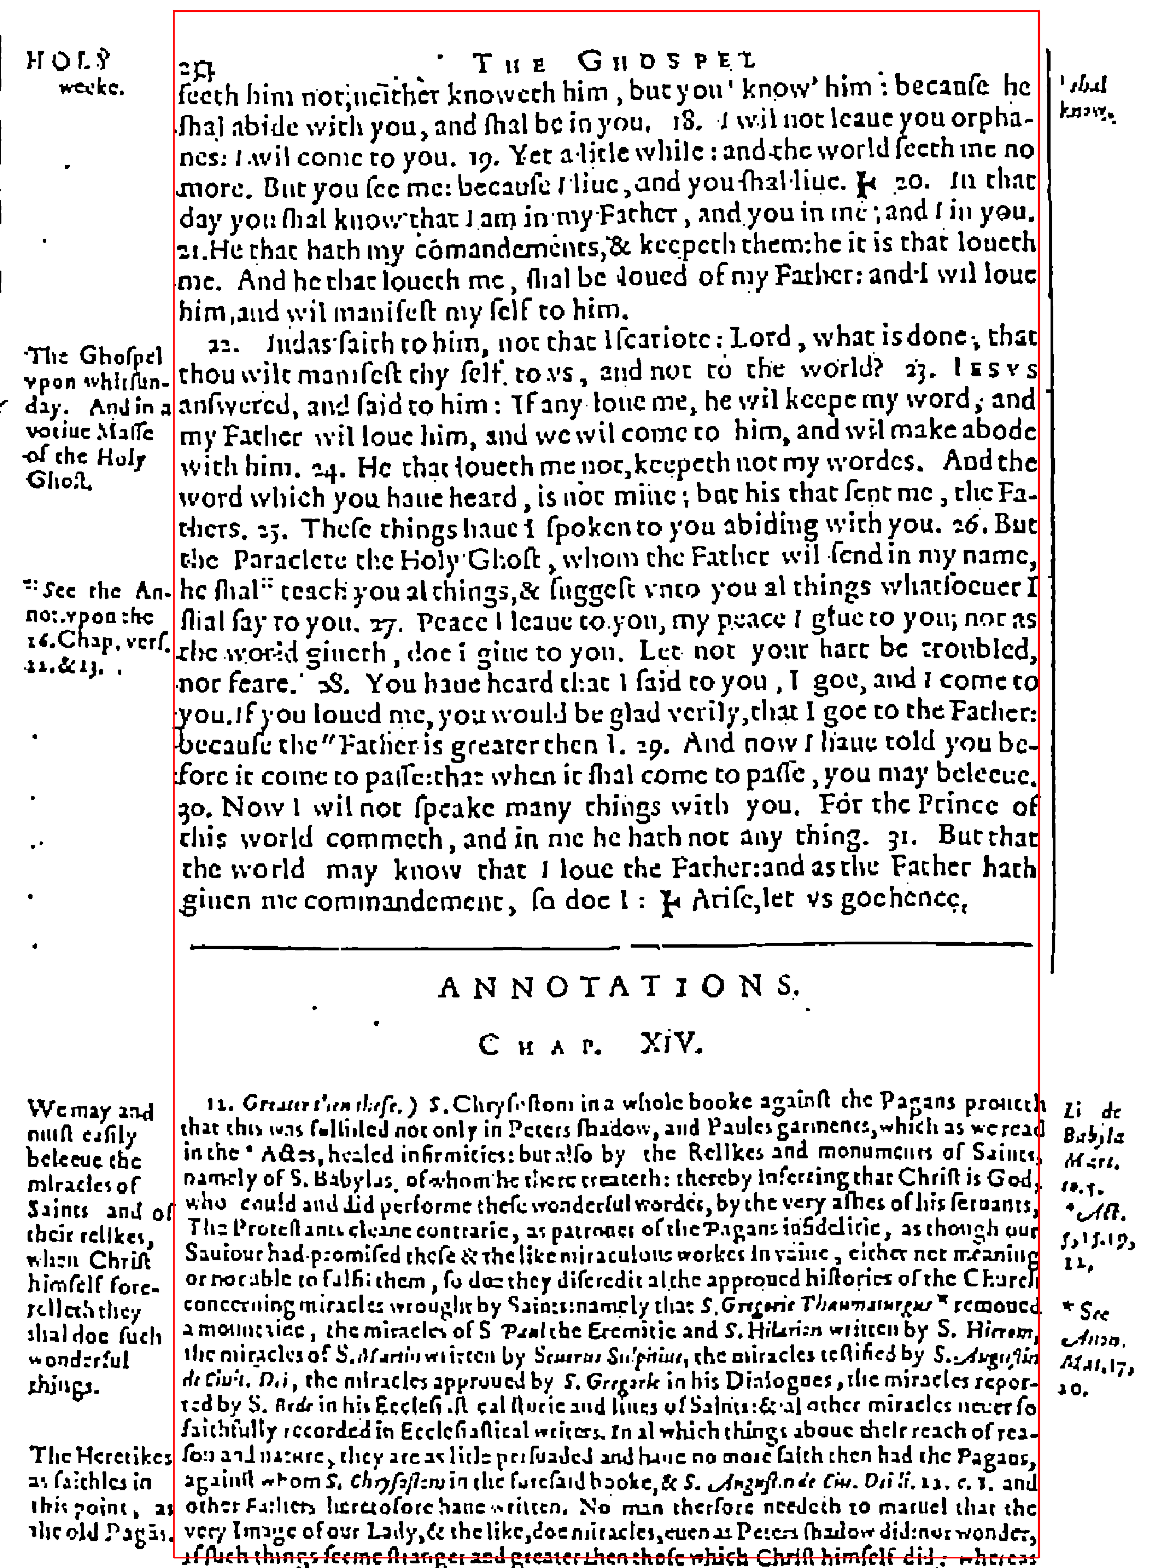 HOLY
weeke.
THE GHOSPEL
ſeeth him not, neither knoweth him, but you ' know' him : becauſe he
ſhal abide with you, and ſhal be in you. 18. I wil not leaue you orpha-
nes: I wil come to you. 19. Yet a litle while: and the world ſeeth me no
more. But you ſee me: becauſe I liue, and you ſhal liue. 20. In that
day you ſhal know that I am in my Father, and you in me, and I in you.
21. He that hath my cōmandements, & keepeth them: he it is that loueth
me. And he that loueth me, ſhal be loued of my Father: and I wil loue
him, and wil manifeſt my ſelf to him.
22. Iudas ſaith to him, not that Iſcariote: Lord, what is done, that
thou wilt manifeſt thy ſelf to vs, and not to the world? 23. IESVS
anſwered, and ſaid to him: If any loue me, he wil keepe my word, and
my Father wil loue him, and we wil come to him, and wil make abode
with him. 24. He that loueth me not, keepeth not my wordes. And the
word which you haue heard, is not mine; but his that ſent me, the Fa-
thers. 25. Theſe things haue I ſpoken to you abiding with you. 26. But
the Paraclete the Holy Ghoſt, whom the Father wil ſend in my name,
he ſhal :: teach you al things, & ſuggeſt vnto you al things whatſoeuer I
ſhal ſay to you. 27. Peace I leaue to you, my peace I giue to you; not as
the world giueth, doe I giue to you. Let not your hart be troubled,
nor feare. 28. You haue heard that I ſaid to you, I goe, and I come to
you. If you loued me, you would be glad verily, that I goe to the Father:
becauſe the " Father is greater then I. 29. And now I haue told you be-
fore it come to paſſe: that when it ſhal come to paſſe, you may beleeue.
30. Now I wil not ſpeake many things with you. For the Prince of
this world commeth, and in me he hath not any thing. 31. But that
the world may know that I loue the Father: and as the Father hath
giuen me commandement, ſo doe I: Ariſe, let vs goe hence.
' ſhal
know.
The Ghoſpel
vpon whitſun-
day. And in a
votiue Maſſe
of the Holy
Ghoſt.
:: See the An-
not. vpon the
16. Chap. verſ.
12. & 13.
ANNOTATIONS.
CHAP. XIV.
12. Greater then theſe.) S. Chryſoſtom in a whole booke againſt the Pagans proueth
that this was fulfilled not only in Peters ſhadow, and Paules garments, which as we read
in the * Actes, healed infirmities: but alſo by the Relikes and monuments of Saints,
namely of S. Babylas, of whom he there treateth: thereby inferring that Chriſt is God,
who could and did performe theſe wonderful wordes, by the very aſhes of his ſeruants,
The Proteſtants cleane contrarie, as patrones of the Pagans infidelitie, as though our
Sauiour had promiſed theſe & the like miraculous workes in vaine, either not meaning
or not able to fulfil them, ſo doe they diſcredit al the approued hiſtories of the Church
concerning miracles wrought by Saints: namely that S. Gregorie Thaumaturgus * remoued
a mountaine, the miracles of S Paul the Eremitie and S. Hilarion written by S. Hierom,
the miracles of S. Martin written by Seuerus Sulpitius, the miracles teſtified by S. Auguſtin
de Ciuit. Dei, the miracles approued by S. Gregorie in his Dialogues, the miracles repor-
ted by S. Bede in his Eccleſiaſtical ſtorie and liues of Saints: & al other miracles neuer ſo
faithfully recorded in Eccleſiaſtical writers. In al which things aboue their reach of rea-
ſon and nature, they are as litle perſuaded and haue no more faith then had the Pagans,
againſt whom S. Chryſoſtom in the foreſaid booke, & S. Auguſtin de Ciu. Dei li. 22. c. 8. and
other Fathers heretofore haue written. No man therfore needeth to maruel that the
very Image of our Lady, & the like, doe miracles, euen as Peters ſhadow did: nor wonder,
if ſuch things ſeeme ſtranger and greater then thoſe which Chriſt himſelf did: whereas
We may and
muſt eaſily
beleeue the
miracles of
Saints and of
their relikes,
when Chriſt
himſelf fore-
telleth they
ſhal doe ſuch
wonderful
things.
The Heretikes
as faithles in
this point, as
the old Pagās.
Li de
Babyla
Mart.
* Act.
5, 15. 19,
12,
* See
Anno.
Mat. 17,
20.